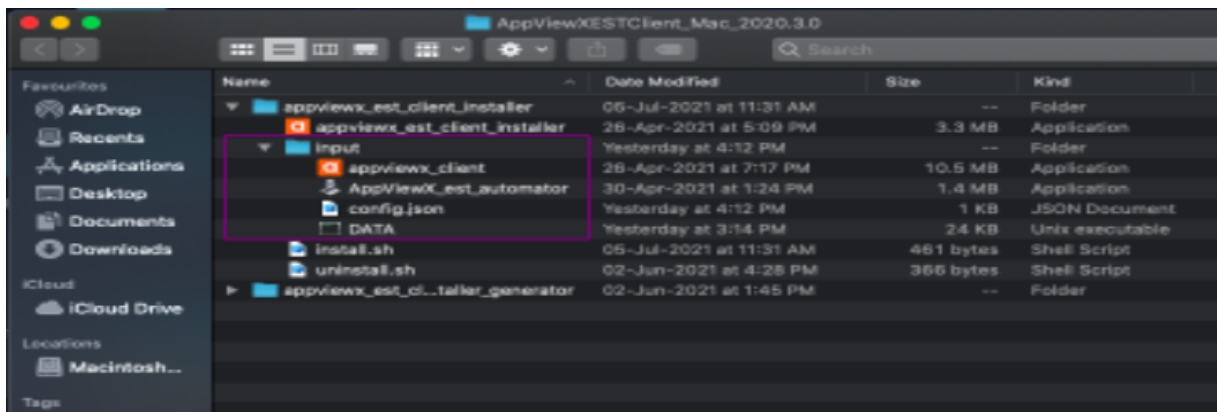 AppViewXESTClient_Mac_2020.3.0
Search
Favourites
AirDrop
Recents
Applications
Desktop
Documents
Downloads
iCloud
iCloud Drive
Locations
Macintosh...
Tags
Name Date Modified Size Kind
appviewx_est_client_installer 05-Jul-2021 at 11:31 AM -- Folder
appviewx_est_client_installer 26-Apr-2021 at 5:09 PM 3.3 MB Application
input Yesterday at 4:12 PM -- Folder
appviewx_client 26-Apr-2021 at 7:17 PM 10.5 MB Application
AppViewX_est_automator 30-Apr-2021 at 1:24 PM 1.4 MB Application
config.json Yesterday at 4:12 PM 1 KB JSON Document
DATA Yesterday at 3:14 PM 24 KB Unix executable
install.sh 05-Jul-2021 at 11:31 AM 461 bytes Shell Script
uninstall.sh 02-Jun-2021 at 4:28 PM 366 bytes Shell Script
appviewx_est_cl...taller_generator 02-Jun-2021 at 1:45 PM -- Folder